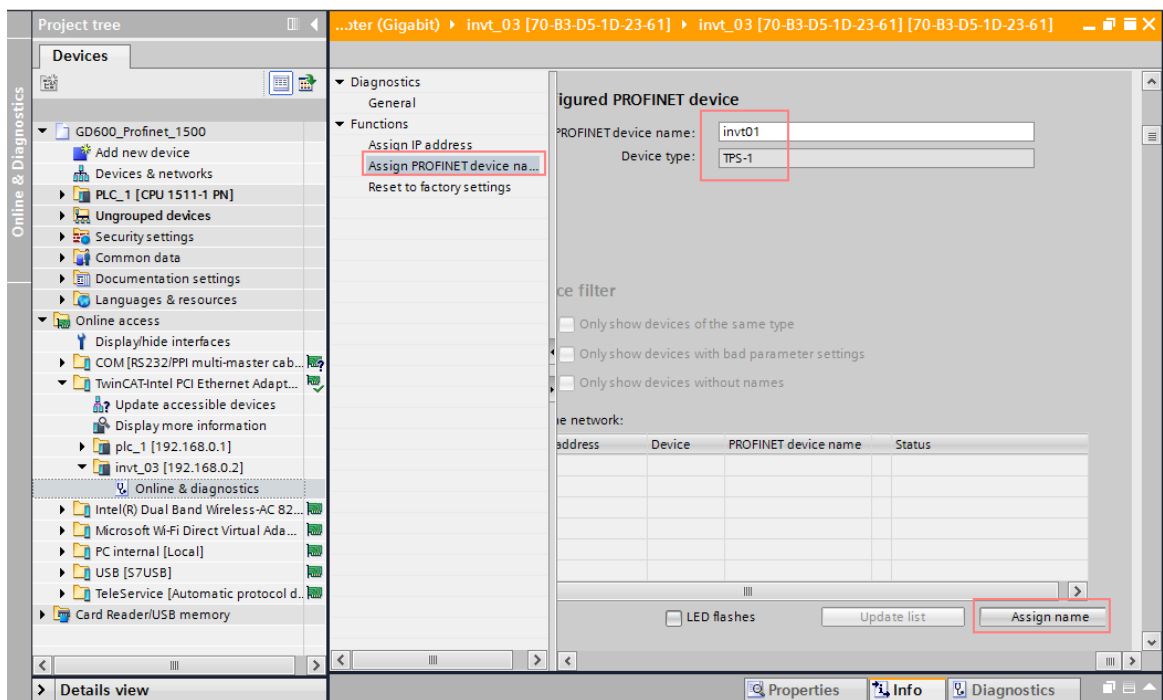 Project tree
...ter (Gigabit) ▸ invt_03 [70-B3-D5-1D-23-61] ▸ invt_03 [70-B3-D5-1D-23-61] [70-B3-D5-1D-23-61]
Online & Diagnostics
Devices
GD600_Profinet_1500
Add new device
Devices & networks
PLC_1 [CPU 1511-1 PN]
Ungrouped devices
Security settings
Common data
Documentation settings
Languages & resources
Online access
Display/hide interfaces
COM [RS232/PPI multi-master cab...
TwinCAT-Intel PCI Ethernet Adapt...
Update accessible devices
Display more information
plc_1 [192.168.0.1]
invt_03 [192.168.0.2]
Online & diagnostics
Intel(R) Dual Band Wireless-AC 82...
Microsoft Wi-Fi Direct Virtual Ada...
PC internal [Local]
USB [S7USB]
TeleService [Automatic protocol d...
Card Reader/USB memory
Details view
Diagnostics
General
Functions
Assign IP address
Assign PROFINET device na...
Reset to factory settings
igured PROFINET device
PROFINET device name: invt01
Device type: TPS-1
ce filter
Only show devices of the same type
Only show devices with bad parameter settings
Only show devices without names
ne network:
address Device PROFINET device name Status
LED flashes Update list Assign name
Properties Info Diagnostics